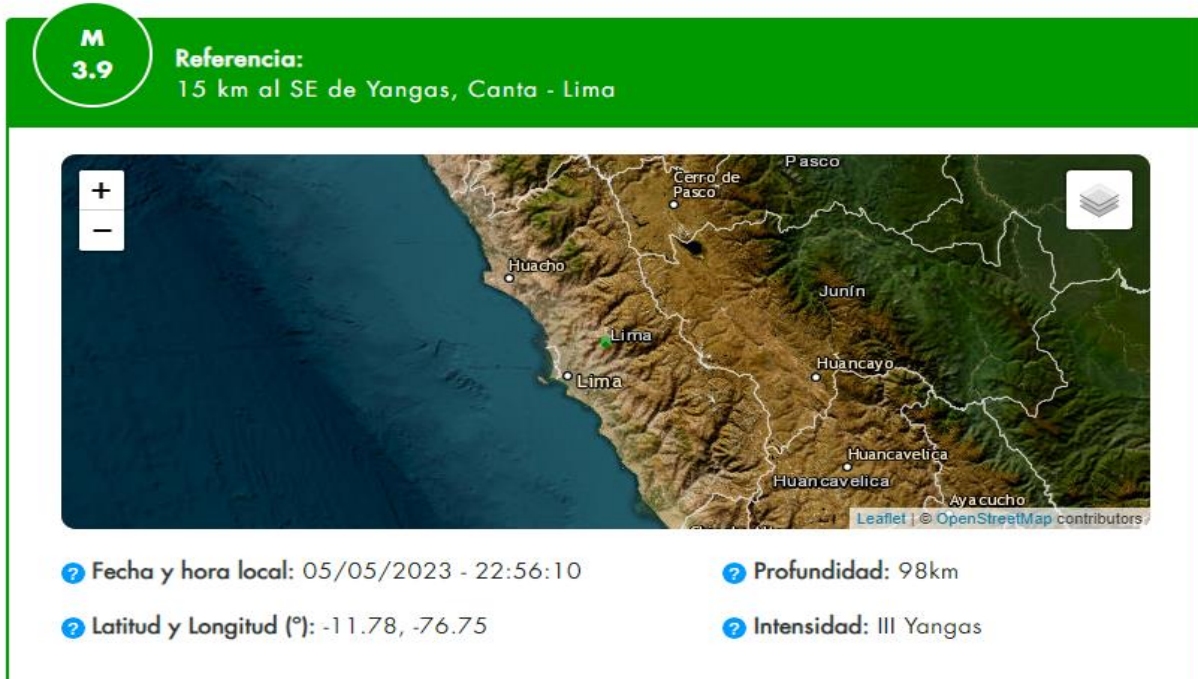 M
3.9
Referencia:
15 km al SE de Yangas, Canta - Lima
+
−
Pasco
Cerro de
Pasco
Huacho
Junín
Lima
Huancayo
Lima
Huancavelica
Huancavelica
Ayacucho
Leaflet | © OpenStreetMap contributors
? Fecha y hora local: 05/05/2023 - 22:56:10
? Profundidad: 98km
? Latitud y Longitud (º): -11.78, -76.75
? Intensidad: III Yangas